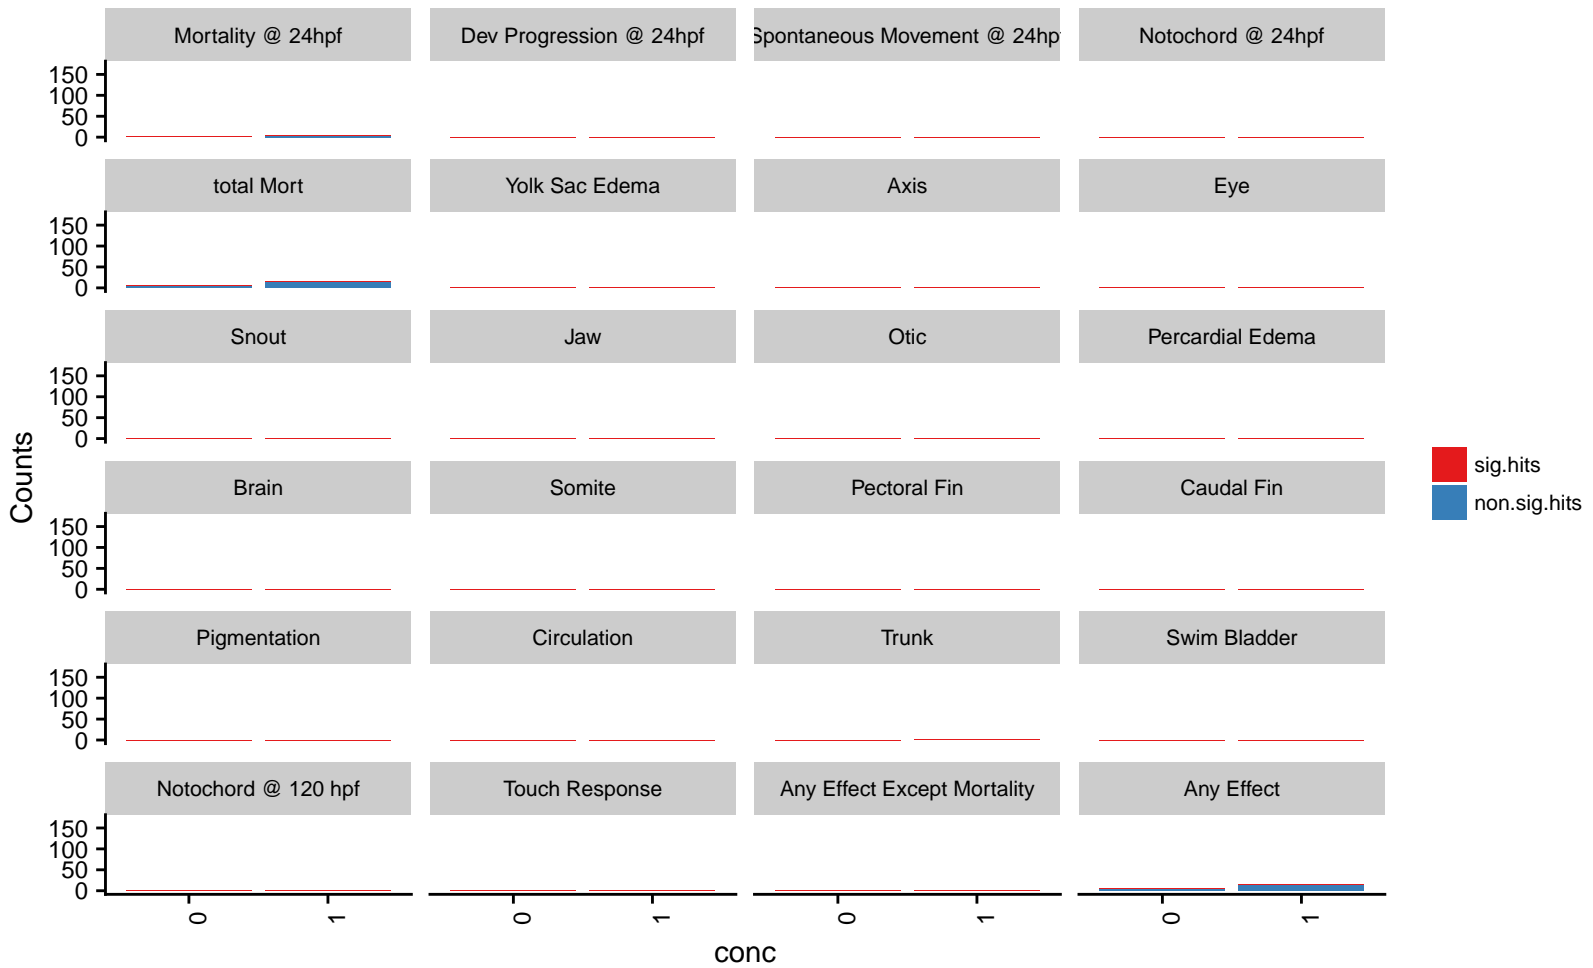 Mortality @ 24hpf
Dev Progression @ 24hpf
Spontaneous Movement @ 24hpf
Notochord @ 24hpf
150
100
50
0
total Mort
Yolk Sac Edema
Axis
Eye
150
100
50
0
Snout
Jaw
Otic
Percardial Edema
150
100
50
0
Brain
Somite
Pectoral Fin
Caudal Fin
150
100
50
0
Pigmentation
Circulation
Trunk
Swim Bladder
150
100
50
0
Notochord @ 120 hpf
Touch Response
Any Effect Except Mortality
Any Effect
150
100
50
0
0
1
0
1
0
1
0
1
conc
Counts
sig.hits
non.sig.hits